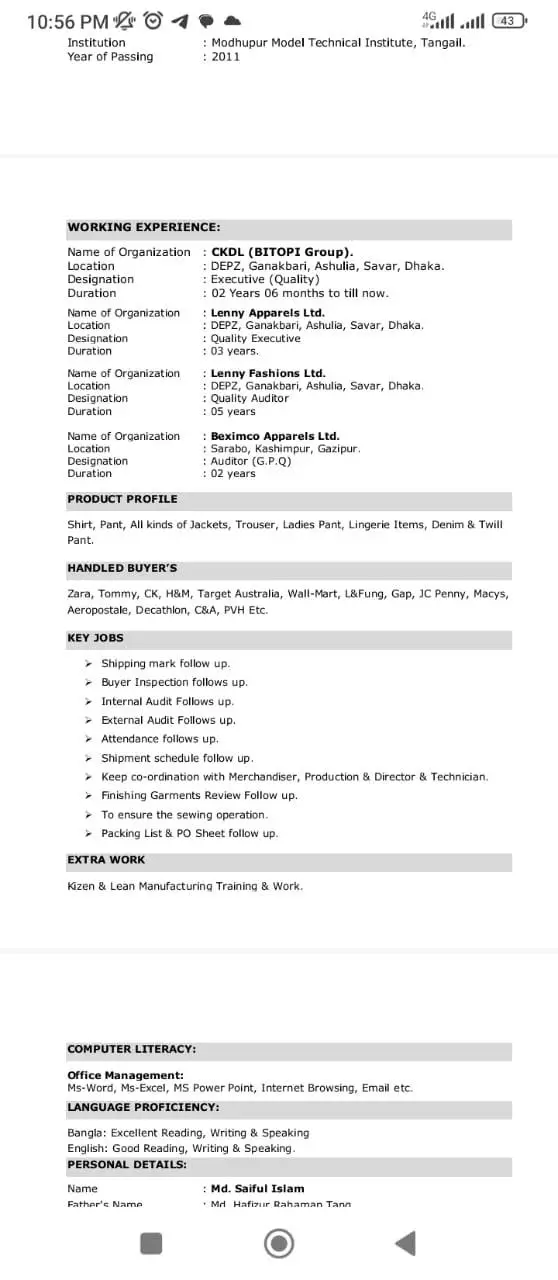 10:56 PM
4G
43
Institution : Modhupur Model Technical Institute, Tangail.
Year of Passing : 2011
WORKING EXPERIENCE:
Name of Organization : CKDL (BITOPI Group).
Location : DEPZ, Ganakbari, Ashulia, Savar, Dhaka.
Designation : Executive (Quality)
Duration : 02 Years 06 months to till now.
Name of Organization : Lenny Apparels Ltd.
Location : DEPZ, Ganakbari, Ashulia, Savar, Dhaka.
Designation : Quality Executive
Duration : 03 years.
Name of Organization : Lenny Fashions Ltd.
Location : DEPZ, Ganakbari, Ashulia, Savar, Dhaka.
Designation : Quality Auditor
Duration : 05 years
Name of Organization : Beximco Apparels Ltd.
Location : Sarabo, Kashimpur, Gazipur.
Designation : Auditor (G.P.Q)
Duration : 02 years
PRODUCT PROFILE
Shirt, Pant, All kinds of Jackets, Trouser, Ladies Pant, Lingerie Items, Denim & Twill
Pant.
HANDLED BUYER’S
Zara, Tommy, CK, H&M, Target Australia, Wall-Mart, L&Fung, Gap, JC Penny, Macys,
Aeropostale, Decathlon, C&A, PVH Etc.
KEY JOBS
➢ Shipping mark follow up.
➢ Buyer Inspection follows up.
➢ Internal Audit Follows up.
➢ External Audit Follows up.
➢ Attendance follows up.
➢ Shipment schedule follow up.
➢ Keep co-ordination with Merchandiser, Production & Director & Technician.
➢ Finishing Garments Review Follow up.
➢ To ensure the sewing operation.
➢ Packing List & PO Sheet follow up.
EXTRA WORK
Kizen & Lean Manufacturing Training & Work.
COMPUTER LITERACY:
Office Management:
Ms-Word, Ms-Excel, MS Power Point, Internet Browsing, Email etc.
LANGUAGE PROFICIENCY:
Bangla: Excellent Reading, Writing & Speaking
English: Good Reading, Writing & Speaking.
PERSONAL DETAILS:
Name : Md. Saiful Islam
Father's Name : Md. Hafizur Rahaman Tang